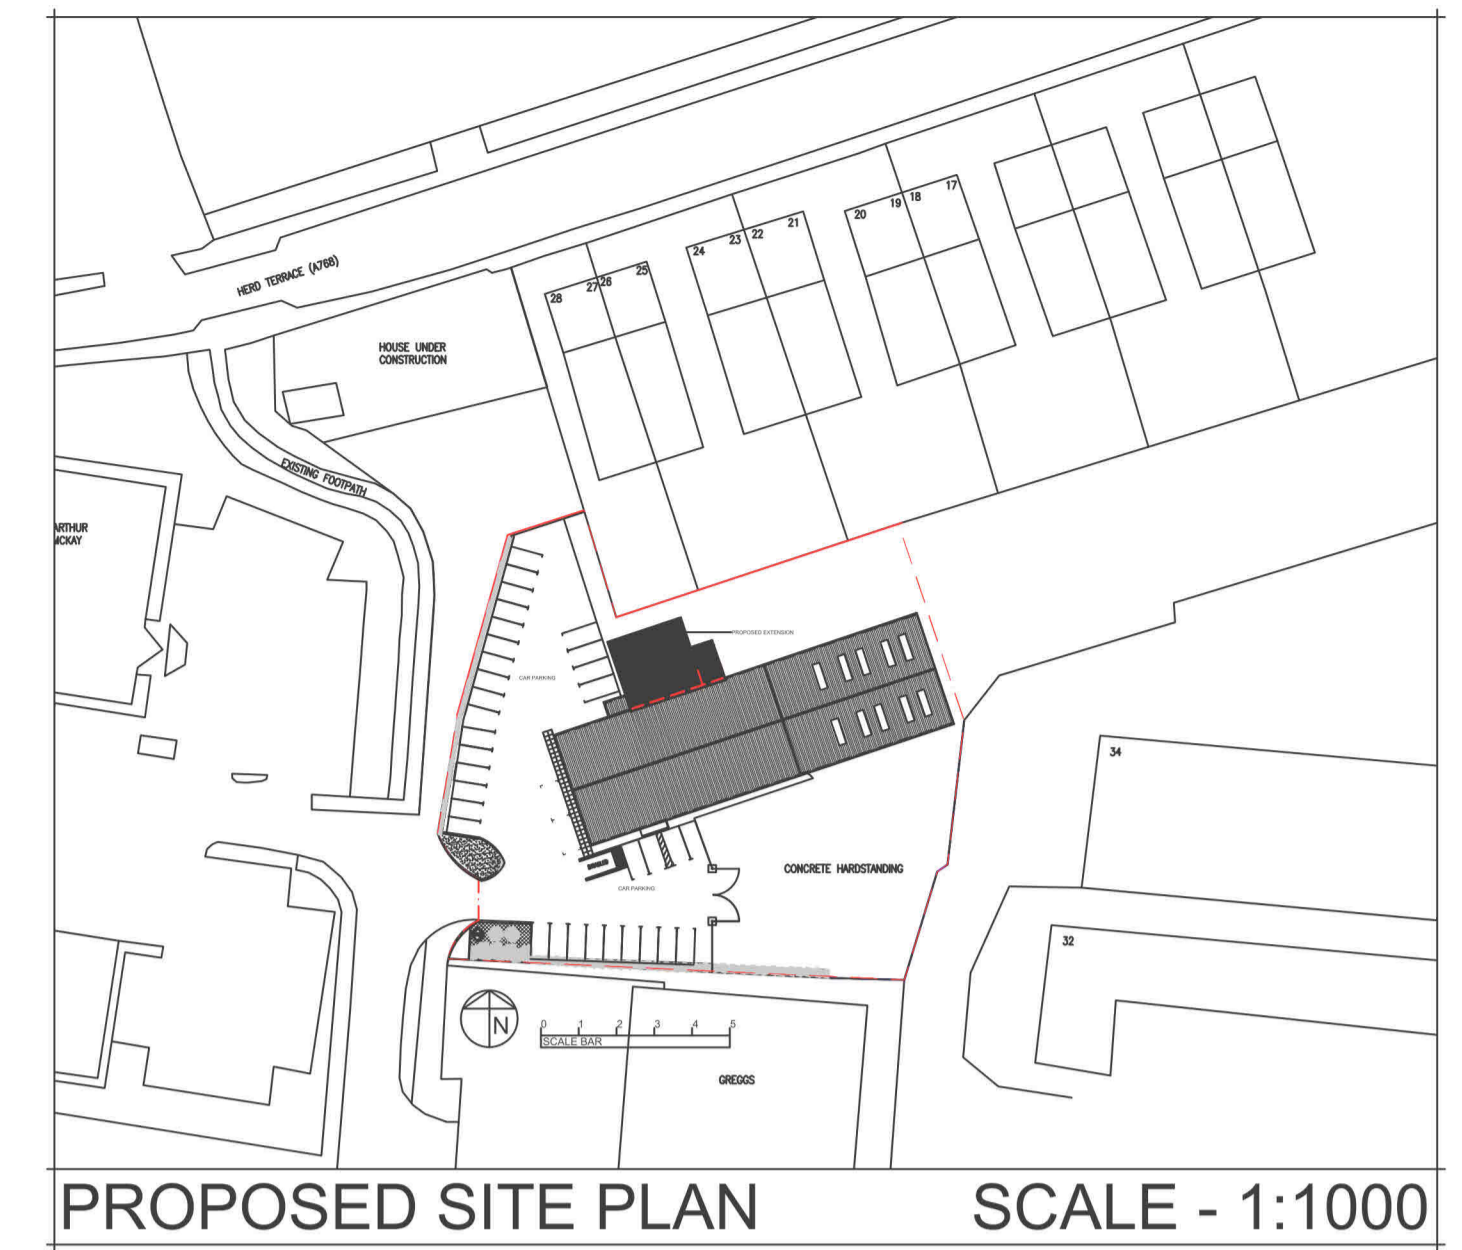 17
20 19 18
21
24 23 22
HERD TERRACE (A768)
28 27 26 25
HOUSE UNDER
CONSTRUCTION
EXISTING FOOTPATH
ARTHUR
MCKAY
PROPOSED EXTENSION
CAR PARKING
34
DISABLED
CONCRETE HARDSTANDING
CAR PARKING
32
N
0 1 2 3 4 5
SCALE BAR
GREGGS
PROPOSED SITE PLAN SCALE - 1:1000